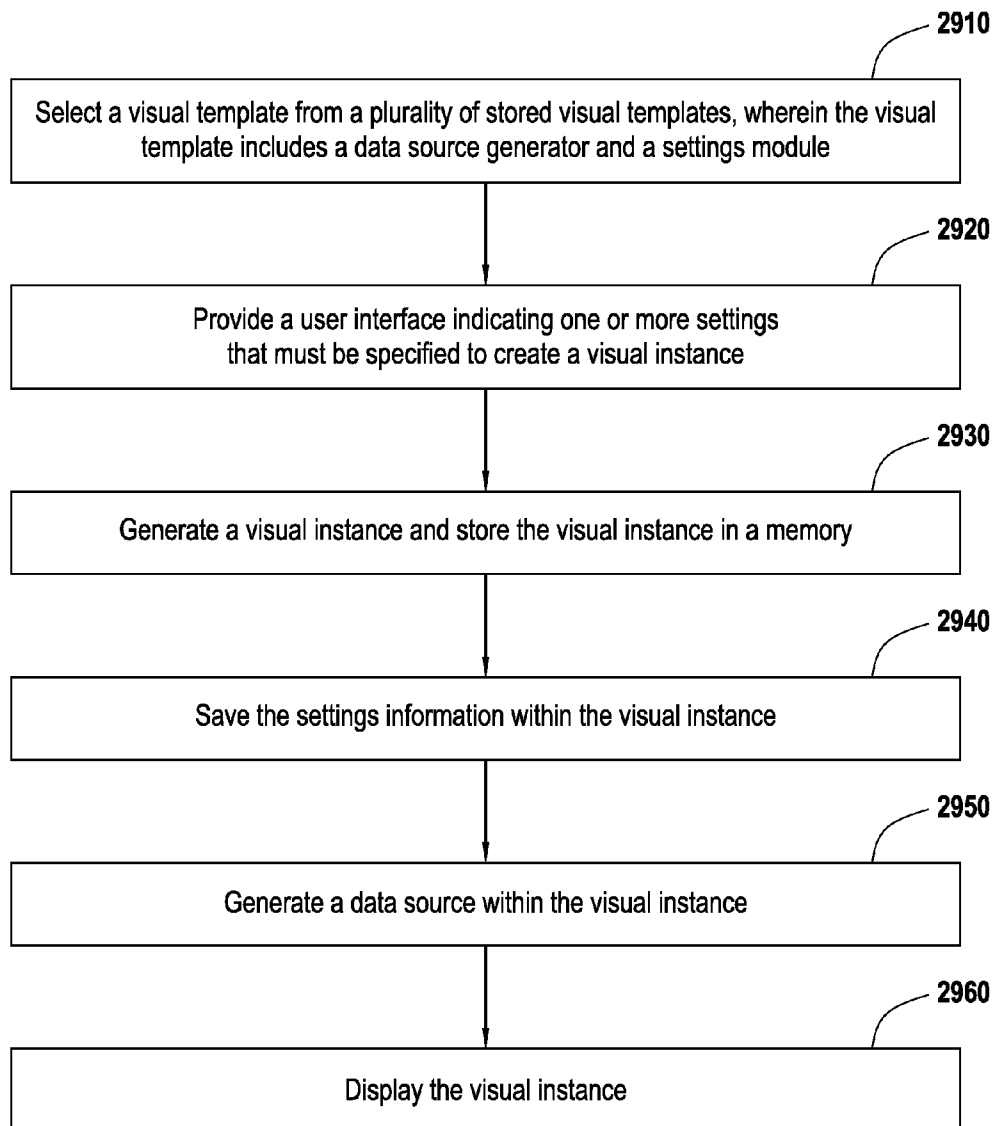 2910
Select a visual template from a plurality of stored visual templates, wherein the visual
template includes a data source generator and a settings module
2920
Provide a user interface indicating one or more settings
that must be specified to create a visual instance
2930
Generate a visual instance and store the visual instance in a memory
2940
Save the settings information within the visual instance
2950
Generate a data source within the visual instance
2960
Display the visual instance